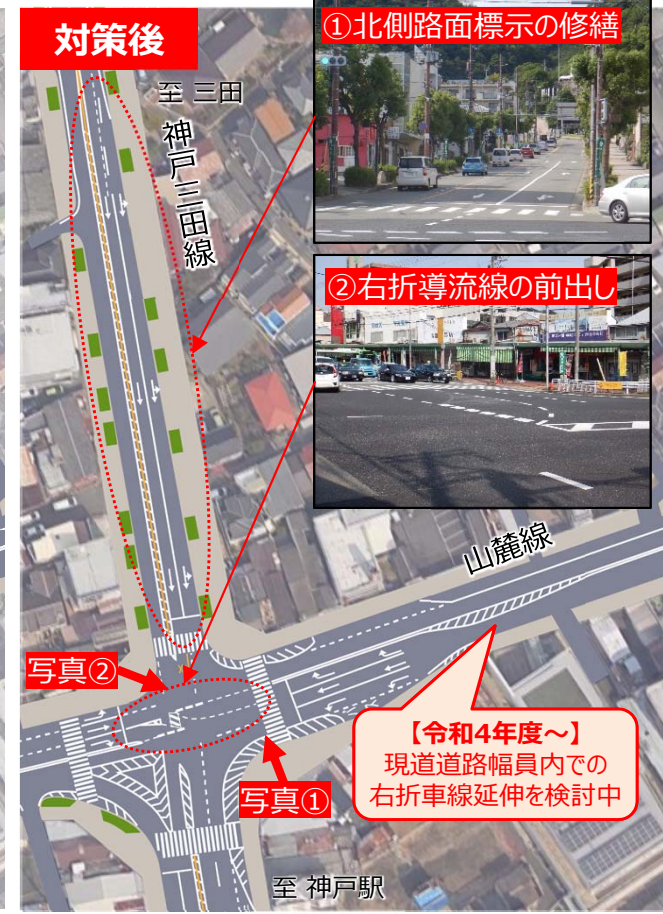 対策後
①北側路面標示の修繕
至 三田
神戸三田線
②右折導流線の前出し
山麓線
写真②
【令和4年度～】
現道道路幅員内での
右折車線延伸を検討中
写真①
至 神戸駅